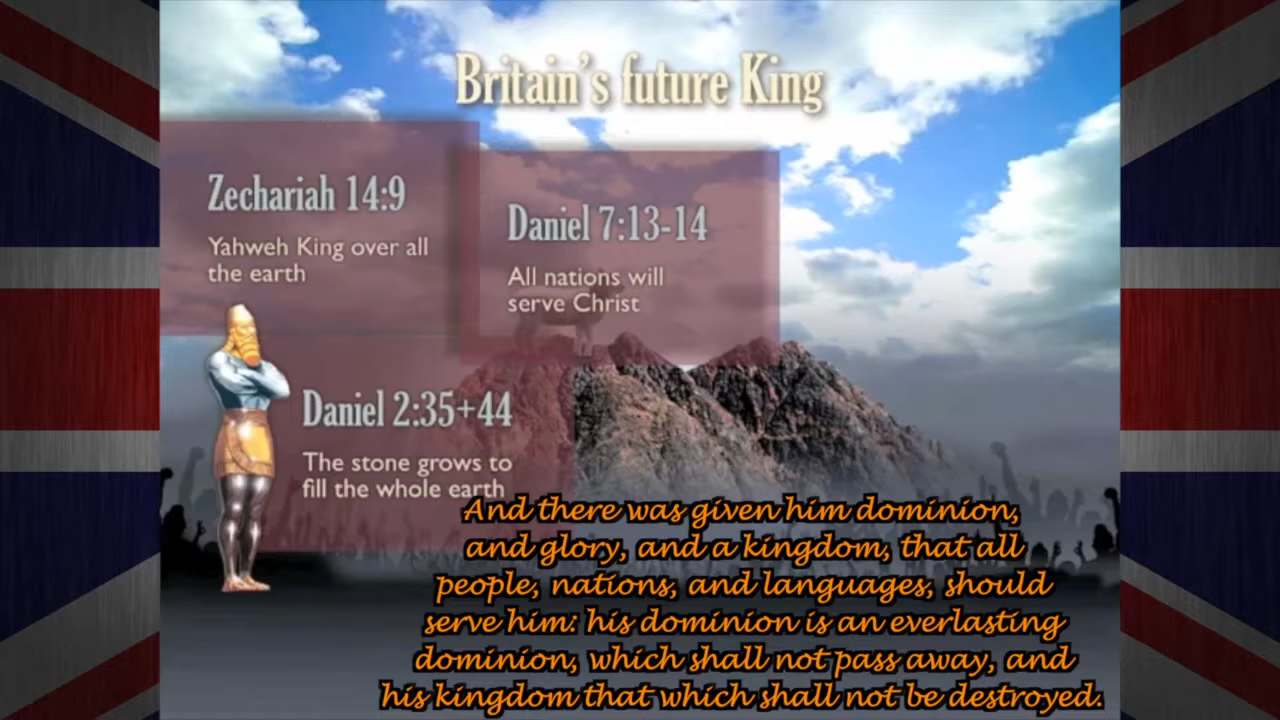 Britain's future King
Zechariah 14:9
Yahweh King over all
the earth
Daniel 7:13-14
All nations will
serve Christ
Daniel 2:35+44
The stone grows to
fill the whole earth
And there was given him dominion,
and glory, and a kingdom, that all
people, nations, and languages, should
serve him: his dominion is an everlasting
dominion, which shall not pass away, and
his kingdom that which shall not be destroyed.